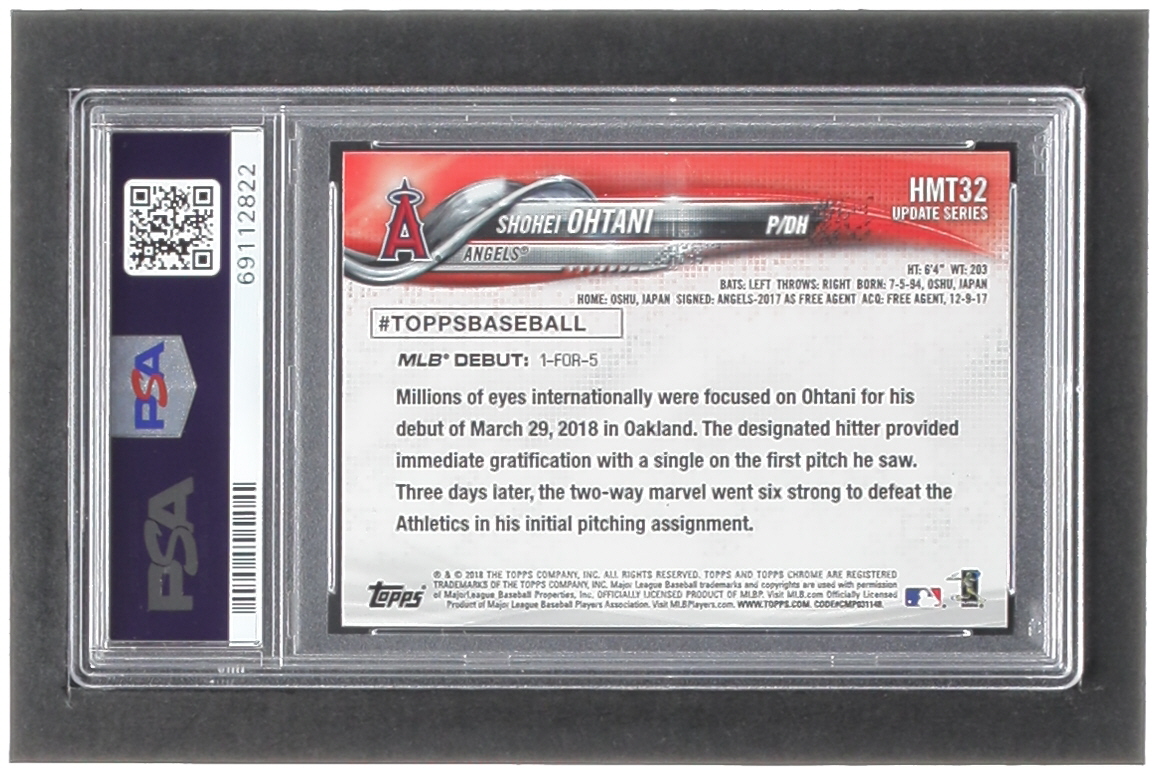 PSA
PSA
69112822
HMT32
UPDATE SERIES
A
SHOHEI OHTANI
P/DH
ANGELS®
HT: 6'4" WT: 203
BATS: LEFT THROWS: RIGHT BORN: 7-5-94, OSHU, JAPAN
HOME: OSHU, JAPAN SIGNED: ANGELS-2017 AS FREE AGENT ACQ: FREE AGENT, 12-9-17
#TOPPSBASEBALL
MLB® DEBUT: 1-FOR-5
Millions of eyes internationally were focused on Ohtani for his
debut of March 29, 2018 in Oakland. The designated hitter provided
immediate gratification with a single on the first pitch he saw.
Three days later, the two-way marvel went six strong to defeat the
Athletics in his initial pitching assignment.
Topps
® & © 2018 THE TOPPS COMPANY, INC. ALL RIGHTS RESERVED. TOPPS AND TOPPS CHROME ARE REGISTERED
TRADEMARKS OF THE TOPPS COMPANY, INC. Major League Baseball trademarks and copyrights are used with permission
of Major League Baseball Properties, Inc. OFFICIALLY LICENSED PRODUCT OF MLBP. Visit MLB.com Officially Licensed
Product of Major League Baseball Players Association. Visit MLBPlayers.com. WWW.TOPPS.COM. CODE#CMP031148.